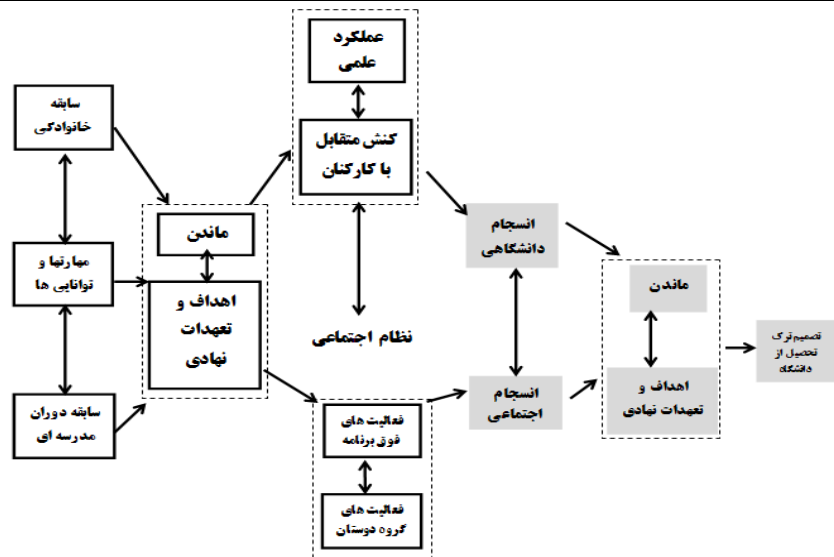 عملکرد
علمی
کنش متقابل
با کارکنان
نظام اجتماعی
سابقه
خانوادگی
مهارتها و
توانایی ها
سابقه دوران
مدرسه ای
ماندن
اهداف و
تعهدات
نهادی
فعالیت های
فوق برنامه
فعالیت های
گروه دوستان
انسجام
دانشگاهی
انسجام
اجتماعی
ماندن
اهداف و
تعهدات نهادی
تصمیم ترک
تحصیل از
دانشگاه